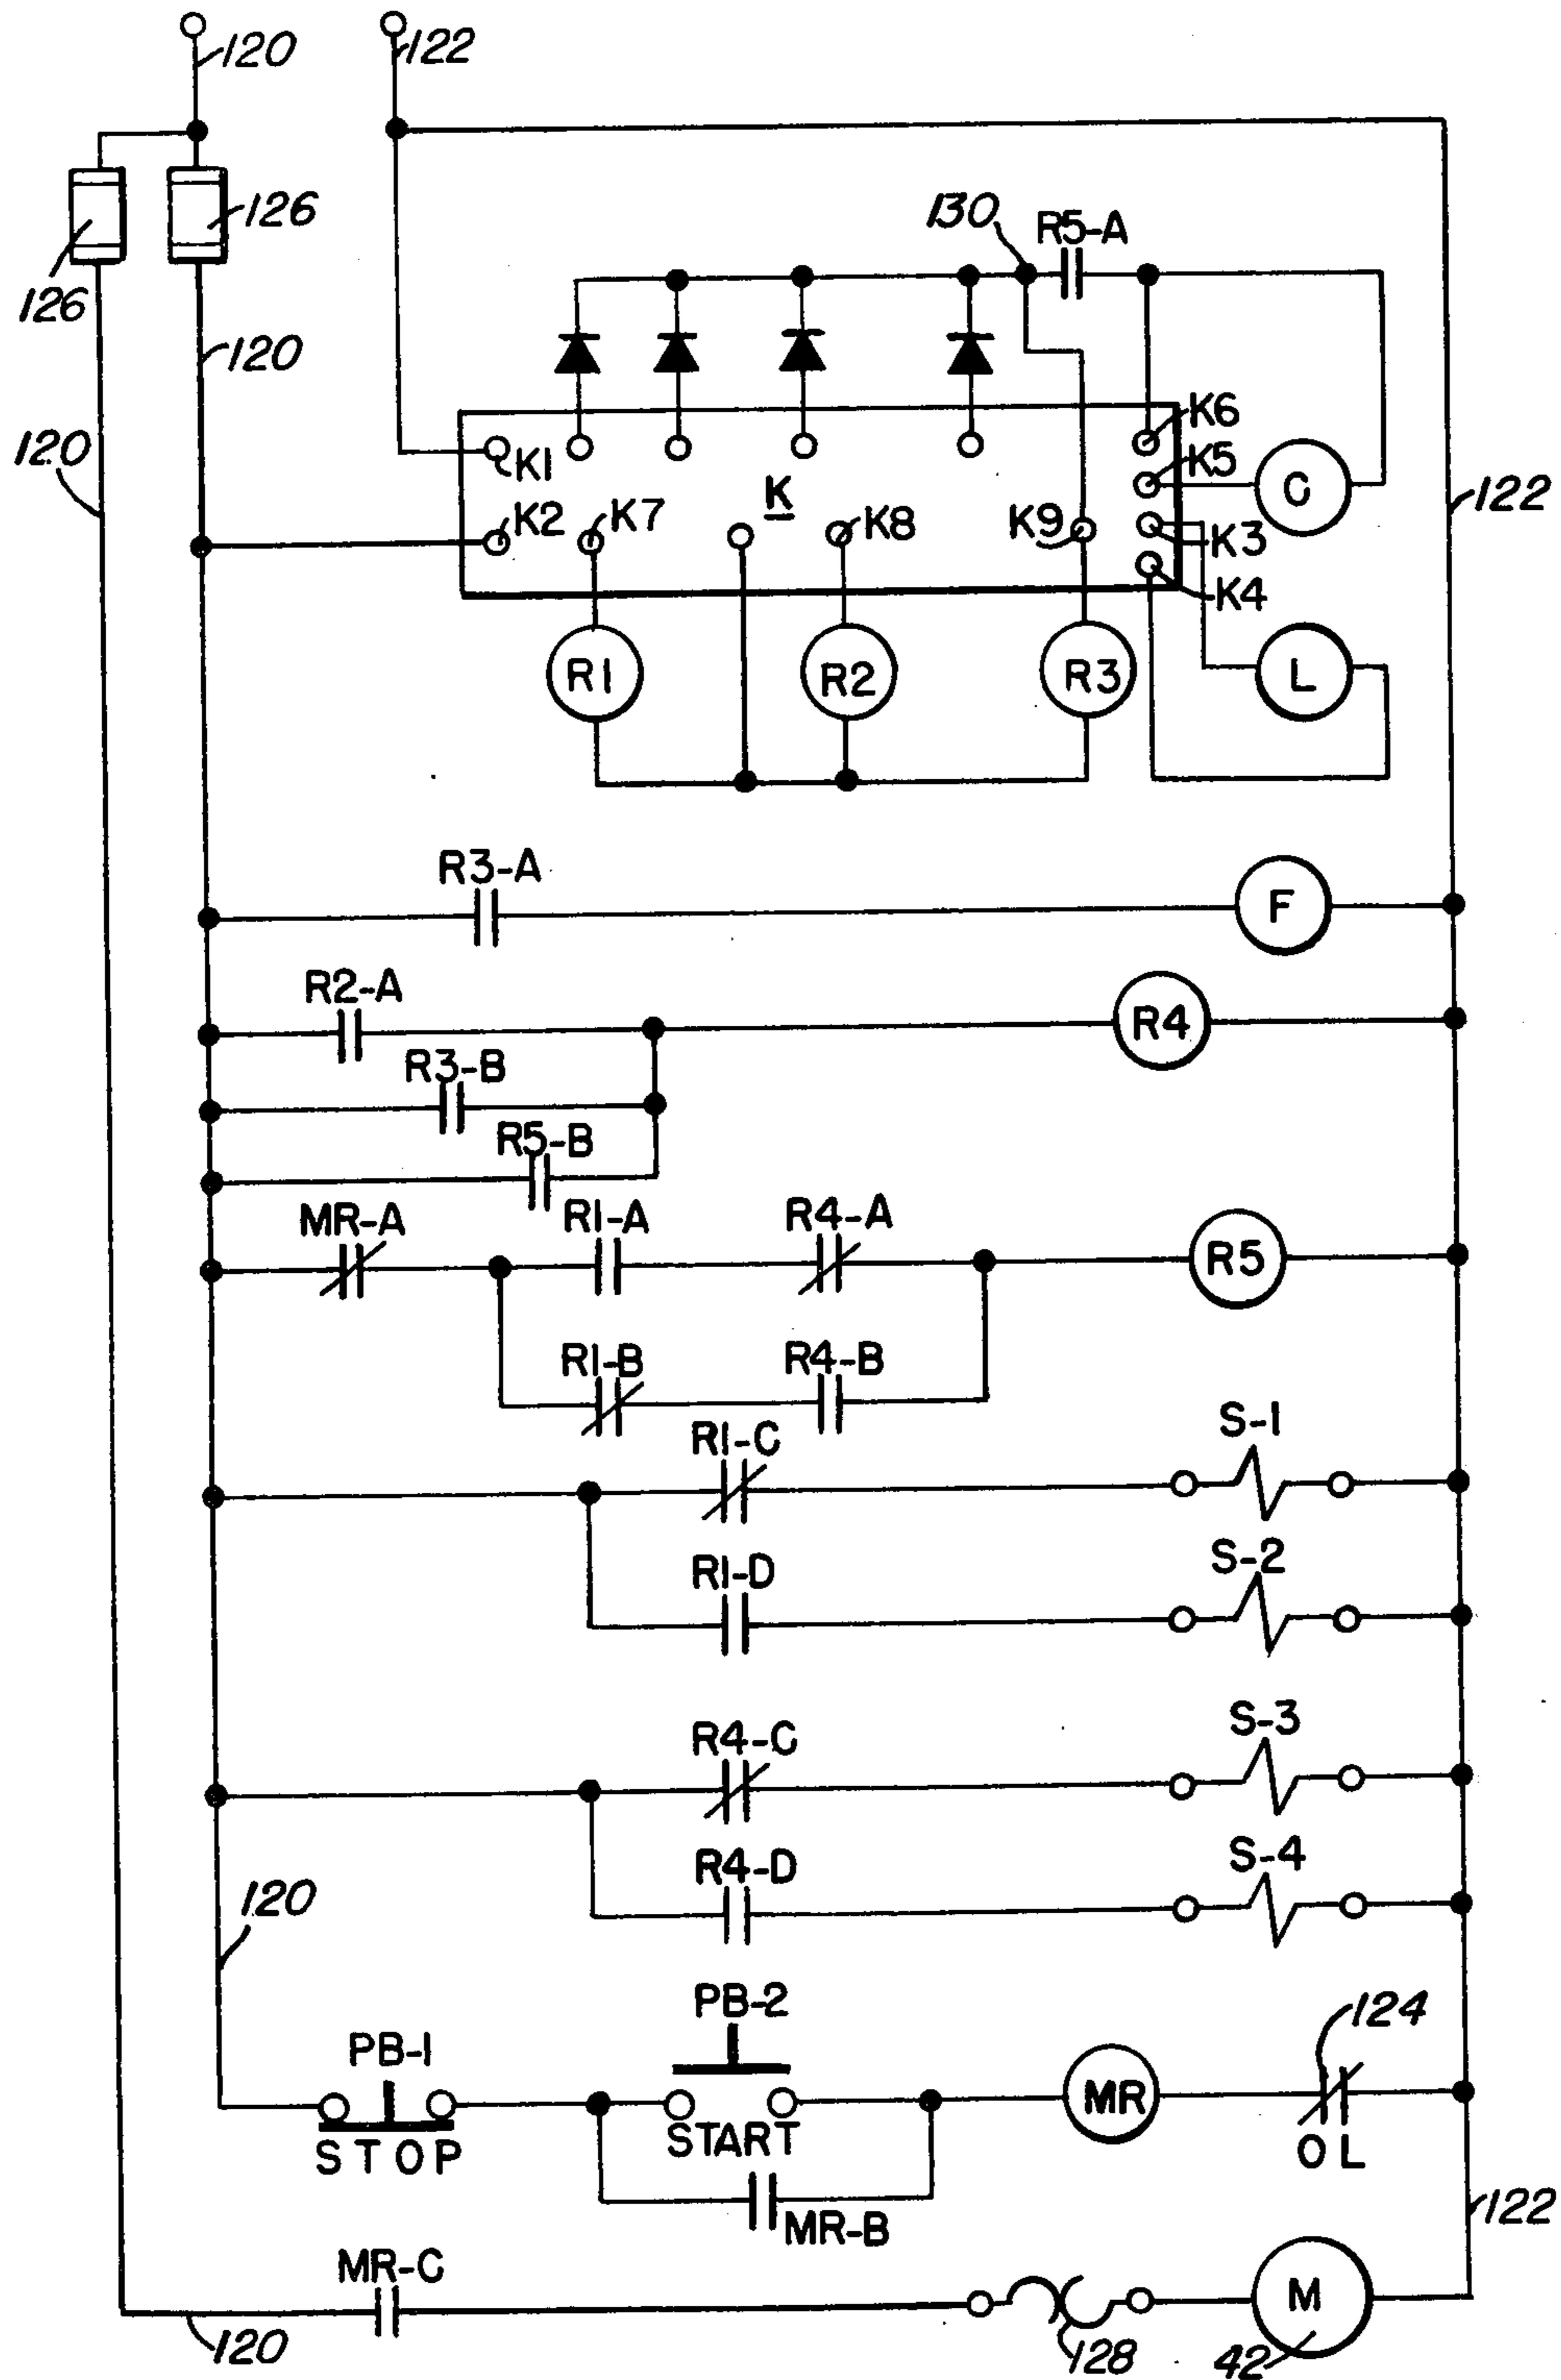 120
122
126
126
130
R5-A
120
120
K6
K5
K1
C
122
K
K2
K7
K8
K9
K3
K4
R1
R2
R3
L
R3-A
F
R2-A
R4
R3-B
R5-B
MR-A
R1-A
R4-A
R5
R1-B
R4-B
R1-C
S-1
R1-D
S-2
R4-C
S-3
R4-D
S-4
120
PB-2
124
PB-1
MR
STOP
START
OL
MR-B
122
MR-C
M
120
128
42